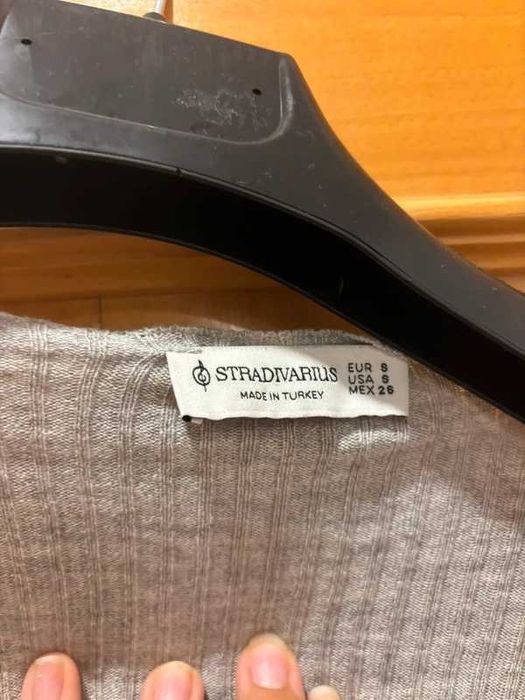 STRADIVARIUS
MADE IN TURKEY
EUR S
USA S
MEX 26